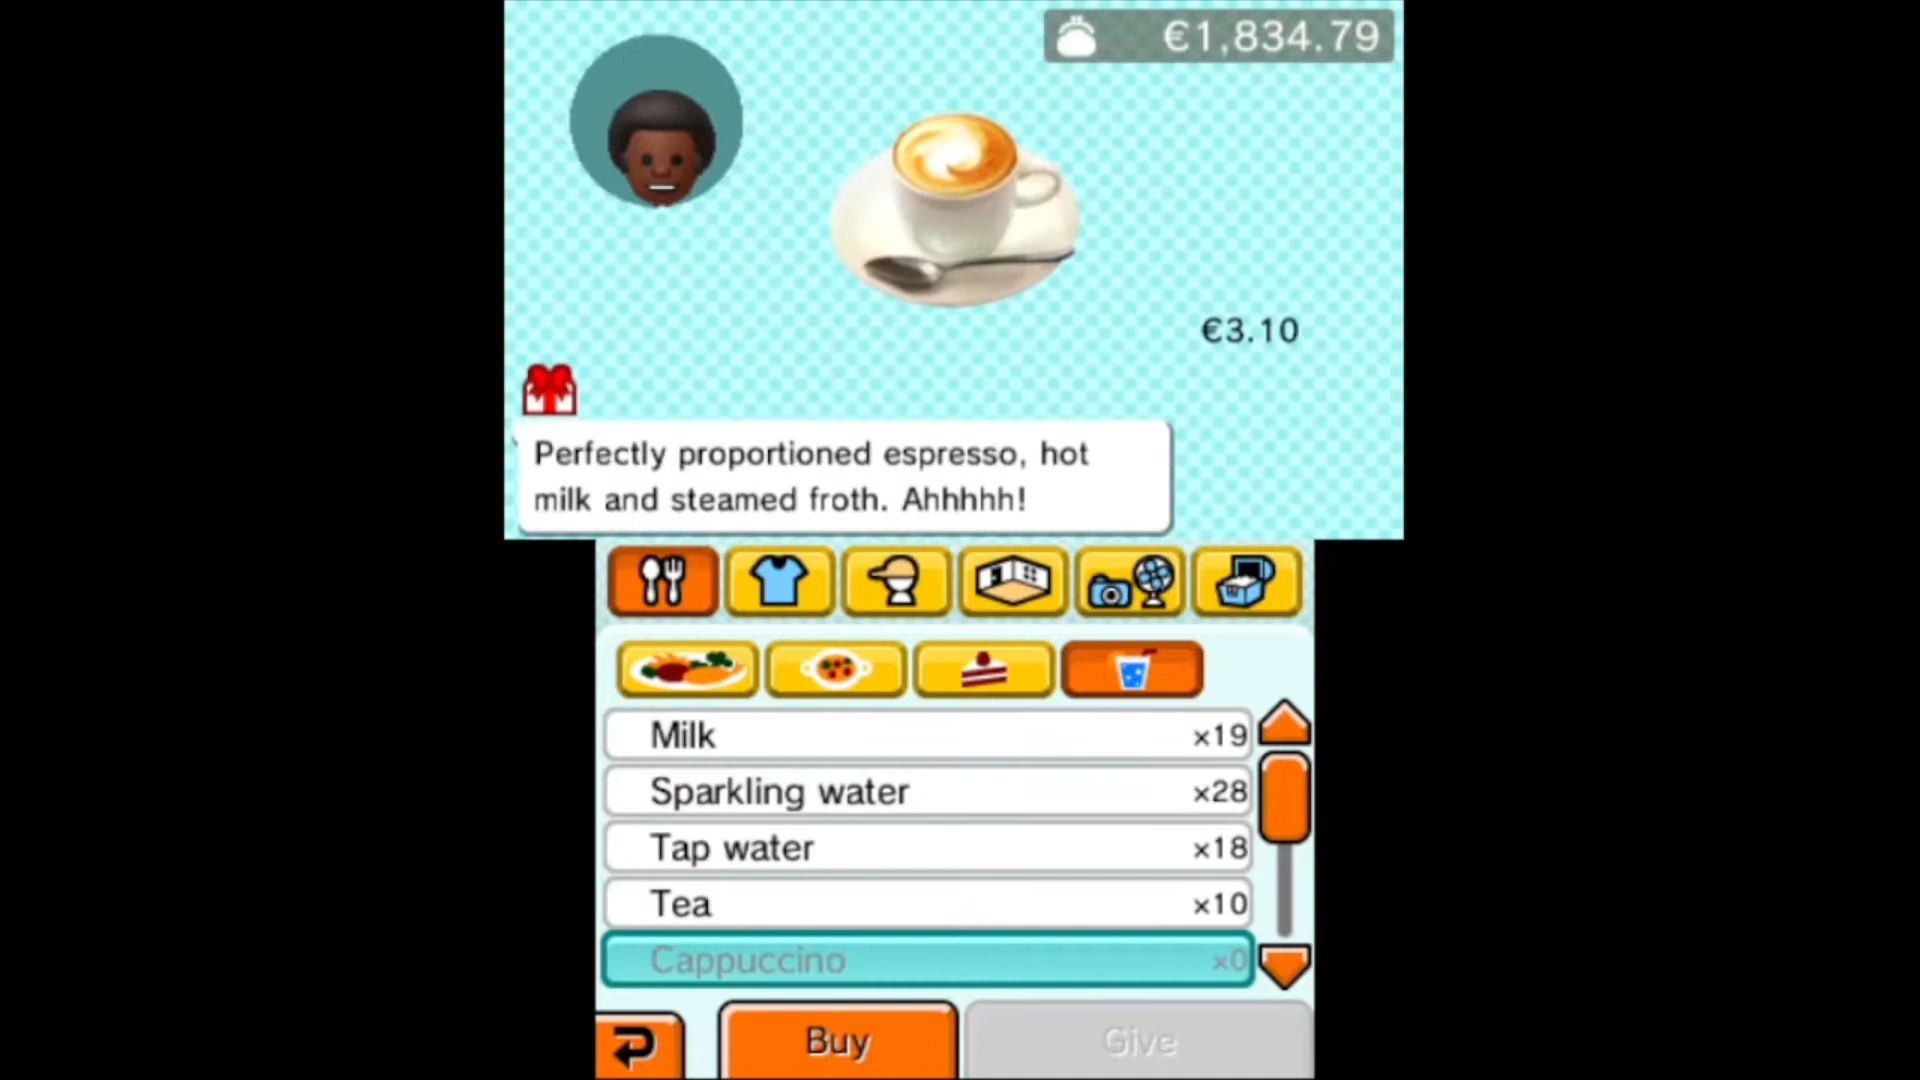 €1,834.79
€3.10
Perfectly proportioned espresso, hot
milk and steamed froth. Ahhhhh!
Milk ×19
Sparkling water ×28
Tap water ×18
Tea ×10
Cappuccino ×0
Buy
Give